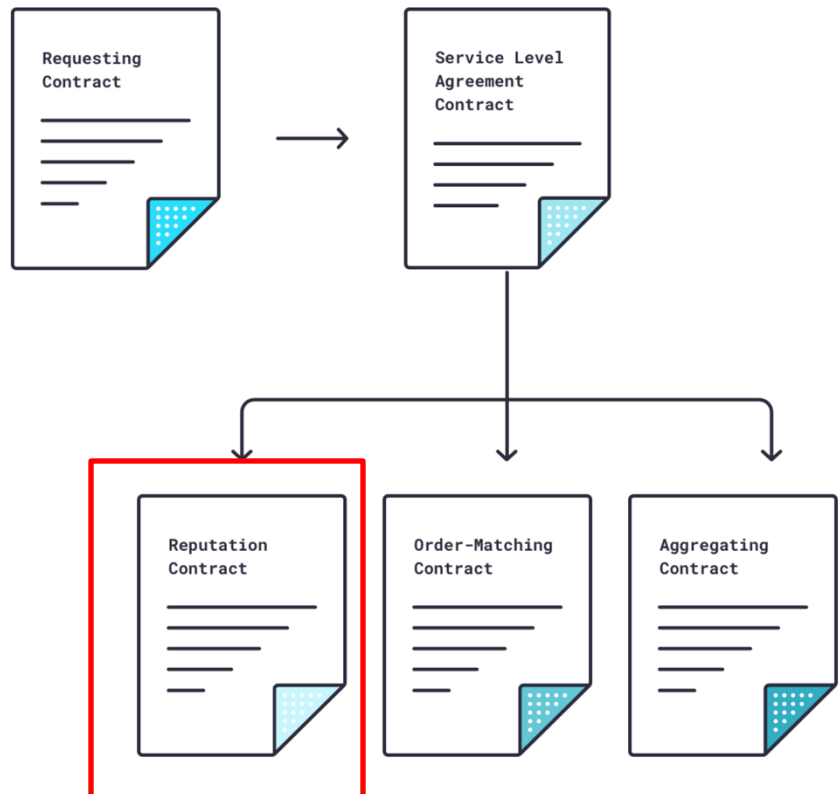 Requesting
Contract
Service Level
Agreement
Contract
Reputation
Contract
Order-Matching
Contract
Aggregating
Contract